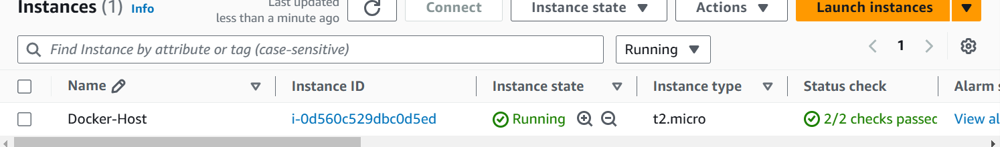 Instances (1) Info
Last updated
less than a minute ago
Connect
Instance state
Actions
Launch instances
Find Instance by attribute or tag (case-sensitive)
Running
1
Name Instance ID Instance state Instance type Status check Alarm s
Docker-Host i-0d560c529dbc0d5ed Running t2.micro 2/2 checks passec View al